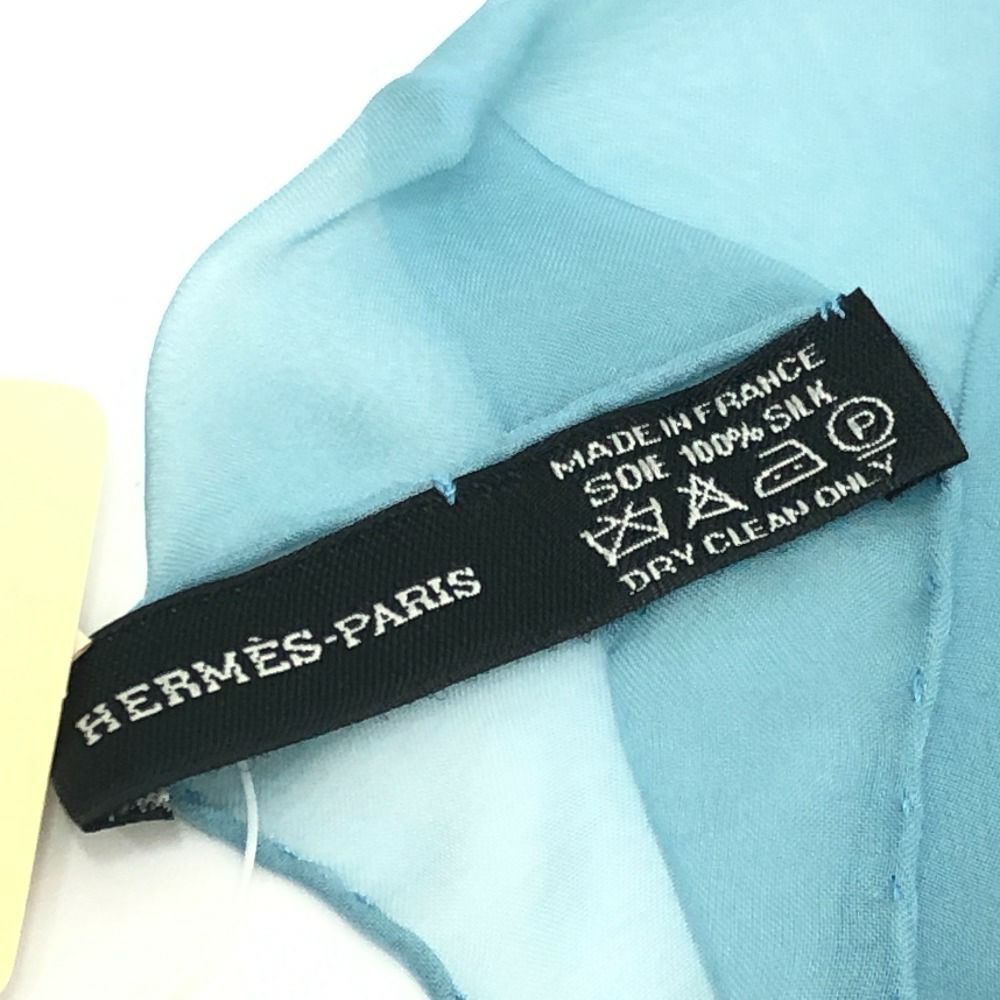 HERMÈS-PARIS
MADE IN FRANCE
SOIE 100% SILK
P
DRY CLEAN ONLY